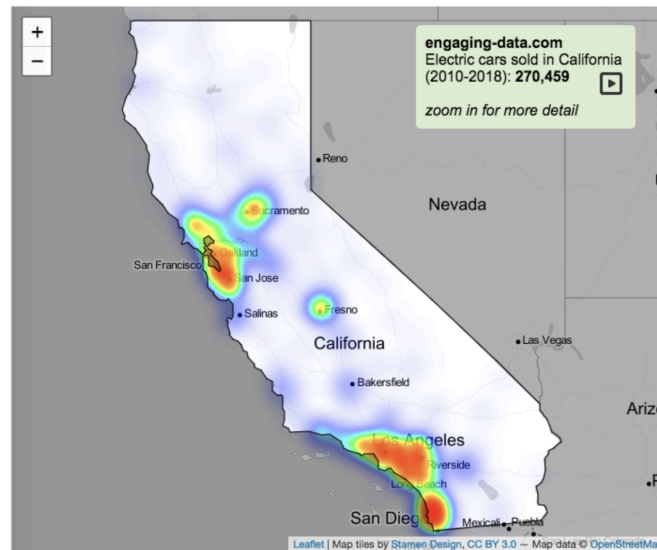 +
−
engaging-data.com
Electric cars sold in California
(2010-2018): 270,459
zoom in for more detail
Reno
Nevada
Sacramento
Oakland
San Francisco
San Jose
Salinas
Fresno
California
Las Vegas
Bakersfield
Ariz
Los Angeles
Riverside
Long Beach
San Dieg
Mexicali
Puebla
Leaflet | Map tiles by Stamen Design, CC BY 3.0 — Map data © OpenStreetMa